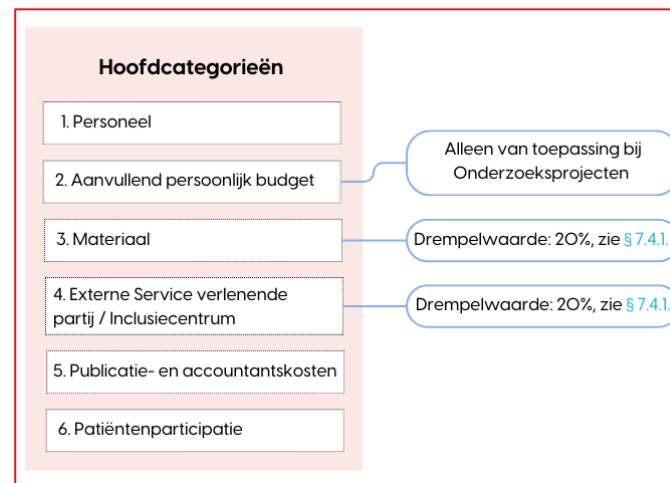 Hoofdcategorieën
1. Personeel
2. Aanvullend persoonlijk budget
Alleen van toepassing bij
Onderzoeksprojecten
3. Materiaal
Drempelwaarde: 20%, zie § 7.4.1.
4. Externe Service verlenende
partij / Inclusiecentrum
Drempelwaarde: 20%, zie § 7.4.1.
5. Publicatie- en accountantskosten
6. Patiëntenparticipatie